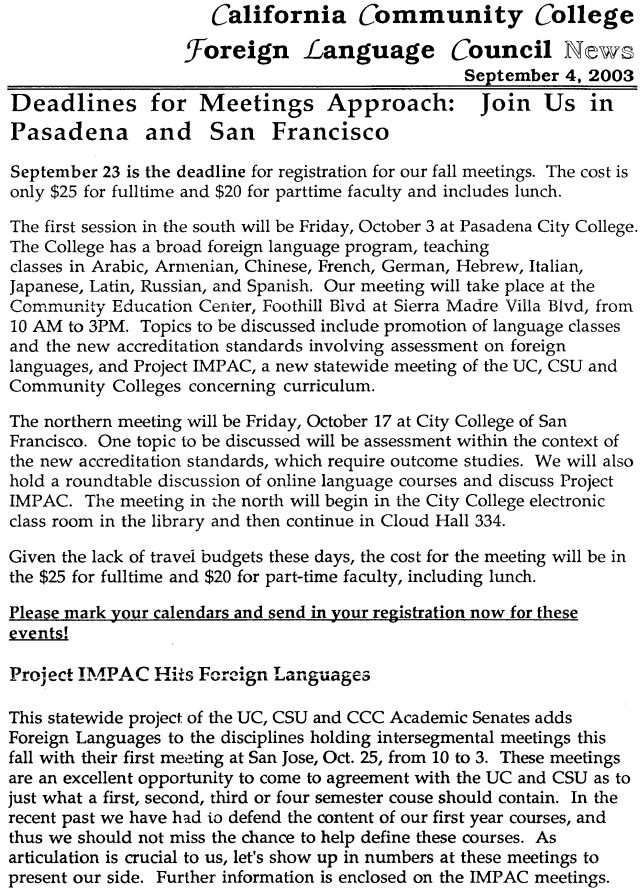 California Community College
Foreign Language Council News
September 4, 2003
Deadlines for Meetings Approach: Join Us in
Pasadena and San Francisco
September 23 is the deadline for registration for our fall meetings. The cost is
only $25 for fulltime and $20 for parttime faculty and includes lunch.
The first session in the south will be Friday, October 3 at Pasadena City College.
The College has a broad foreign language program, teaching
classes in Arabic, Armenian, Chinese, French, German, Hebrew, Italian,
Japanese, Latin, Russian, and Spanish. Our meeting will take place at the
Community Education Center, Foothill Blvd at Sierra Madre Villa Blvd, from
10 AM to 3PM. Topics to be discussed include promotion of language classes
and the new accreditation standards involving assessment on foreign
languages, and Project IMPAC, a new statewide meeting of the UC, CSU and
Community Colleges concerning curriculum.
The northern meeting will be Friday, October 17 at City College of San
Francisco. One topic to be discussed will be assessment within the context of
the new accreditation standards, which require outcome studies. We will also
hold a roundtable discussion of online language courses and discuss Project
IMPAC. The meeting in the north will begin in the City College electronic
class room in the library and then continue in Cloud Hall 334.
Given the lack of travel budgets these days, the cost for the meeting will be in
the $25 for fulltime and $20 for part-time faculty, including lunch.
Please mark your calendars and send in your registration now for these
events!
Project IMPAC Hits Foreign Languages
This statewide project of the UC, CSU and CCC Academic Senates adds
Foreign Languages to the disciplines holding intersegmental meetings this
fall with their first meeting at San Jose, Oct. 25, from 10 to 3. These meetings
are an excellent opportunity to come to agreement with the UC and CSU as to
just what a first, second, third or four semester couse should contain. In the
recent past we have had to defend the content of our first year courses, and
thus we should not miss the chance to help define these courses. As
articulation is crucial to us, let's show up in numbers at these meetings to
present our side. Further information is enclosed on the IMPAC meetings.